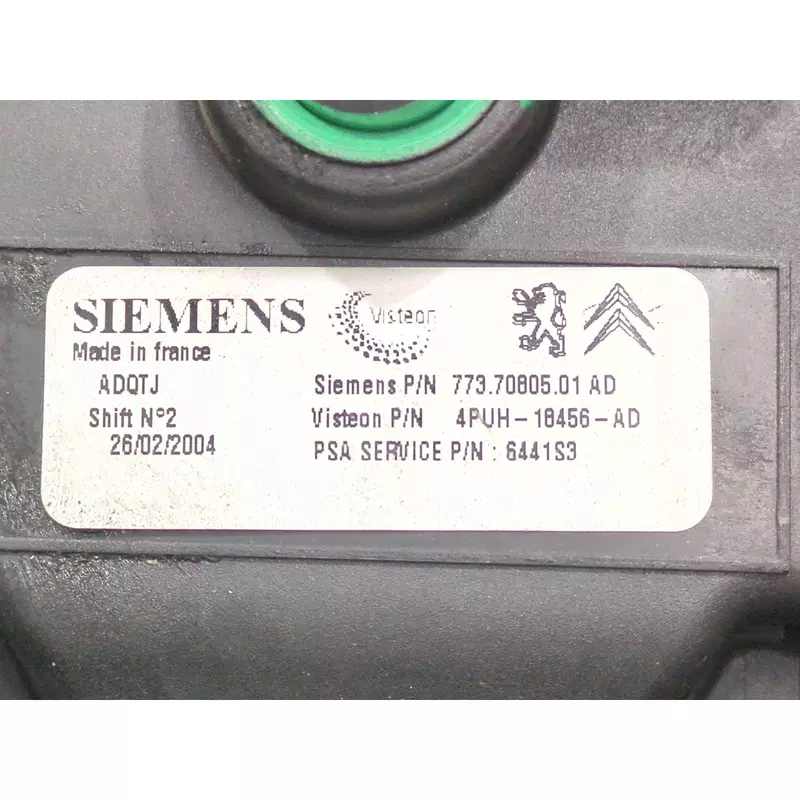 SIEMENS Visteon
Made in france
ADQTJ Siemens P/N 773.70805.01 AD
Shift Nº2 Visteon P/N 4PUH-18456-AD
26/02/2004 PSA SERVICE P/N : 6441S3